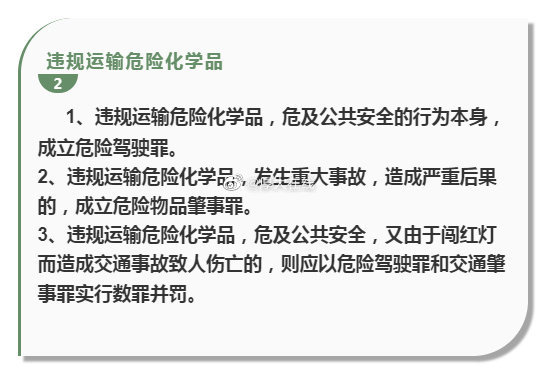 违规运输危险化学品
2
1、违规运输危险化学品，危及公共安全的行为本身，
成立危险驾驶罪。
2、违规运输危险化学品，发生重大事故，造成严重后果
的，成立危险物品肇事罪。
3、违规运输危险化学品，危及公共安全，又由于闯红灯
而造成交通事故致人伤亡的，则应以危险驾驶罪和交通肇
事罪实行数罪并罚。